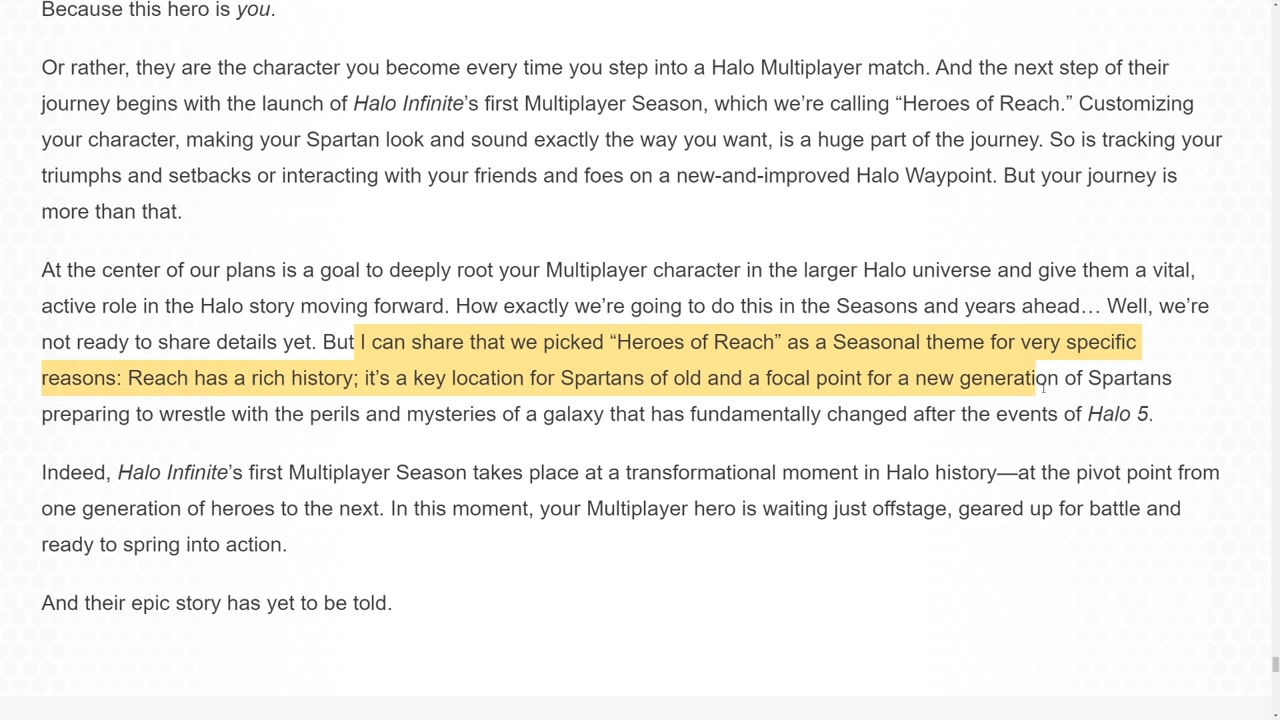 Because this hero is you.
Or rather, they are the character you become every time you step into a Halo Multiplayer match. And the next step of their
journey begins with the launch of Halo Infinite’s first Multiplayer Season, which we’re calling “Heroes of Reach.” Customizing
your character, making your Spartan look and sound exactly the way you want, is a huge part of the journey. So is tracking your
triumphs and setbacks or interacting with your friends and foes on a new-and-improved Halo Waypoint. But your journey is
more than that.
At the center of our plans is a goal to deeply root your Multiplayer character in the larger Halo universe and give them a vital,
active role in the Halo story moving forward. How exactly we’re going to do this in the Seasons and years ahead… Well, we’re
not ready to share details yet. But I can share that we picked “Heroes of Reach” as a Seasonal theme for very specific
reasons: Reach has a rich history; it’s a key location for Spartans of old and a focal point for a new generation of Spartans
preparing to wrestle with the perils and mysteries of a galaxy that has fundamentally changed after the events of Halo 5.
Indeed, Halo Infinite’s first Multiplayer Season takes place at a transformational moment in Halo history—at the pivot point from
one generation of heroes to the next. In this moment, your Multiplayer hero is waiting just offstage, geared up for battle and
ready to spring into action.
And their epic story has yet to be told.